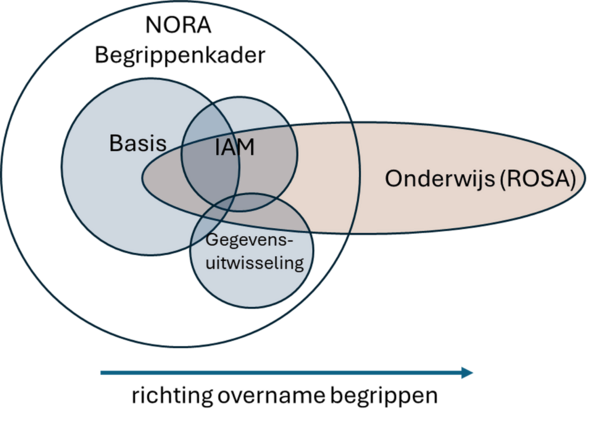 NORA
Begrippenkader
Basis
IAM
Onderwijs (ROSA)
Gegevens-
uitwisseling
richting overname begrippen